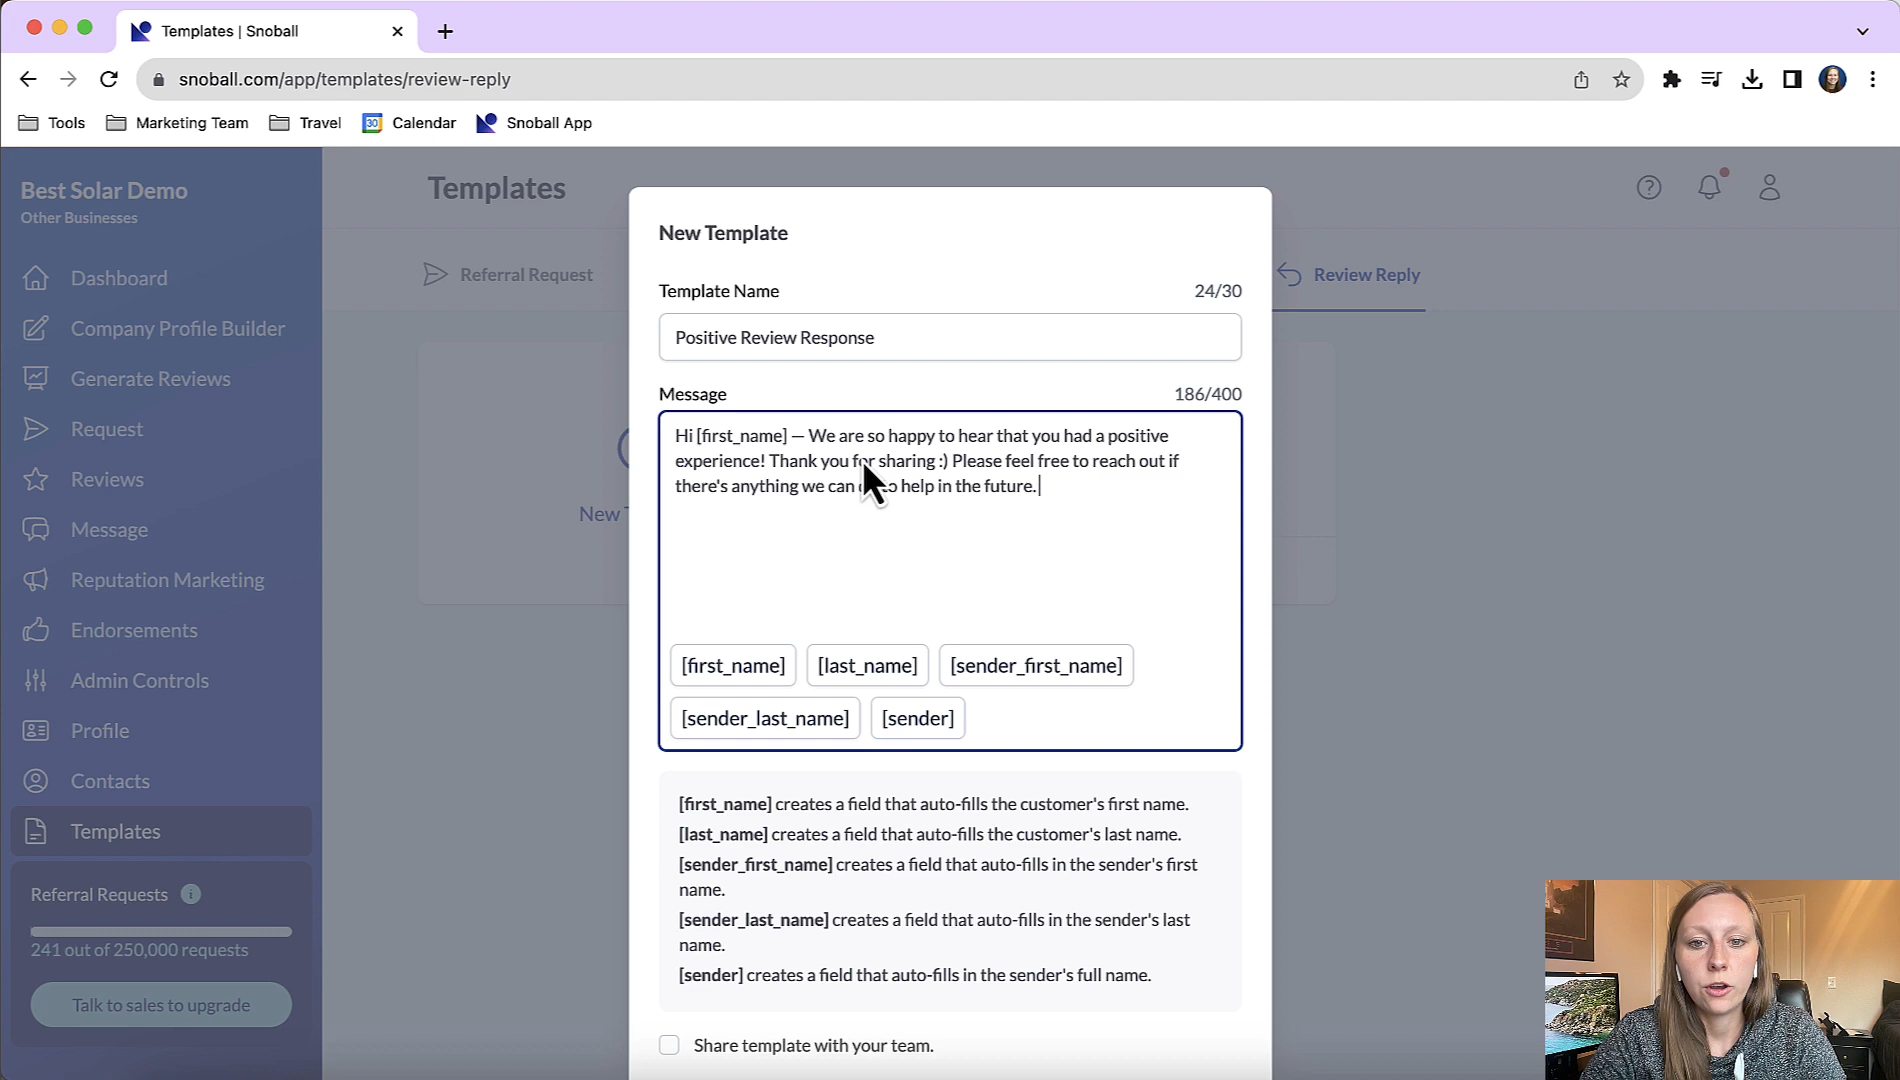 Templates | Snoball
snoball.com/app/templates/review-reply
Tools
Marketing Team
Travel
30
Calendar
Snoball App
Best Solar Demo
Other Businesses
Dashboard
Company Profile Builder
Generate Reviews
Request
Reviews
Message
Reputation Marketing
Endorsements
Admin Controls
Profile
Contacts
Templates
Referral Requests
241 out of 250,000 requests
Talk to sales to upgrade
Templates
Referral Request
Review Reply
New
New Template
Template Name 24/30
Positive Review Response
Message 186/400
Hi [first_name] — We are so happy to hear that you had a positive
experience! Thank you for sharing :) Please feel free to reach out if
there's anything we can to help in the future.
[first_name] [last_name] [sender_first_name]
[sender_last_name] [sender]
[first_name] creates a field that auto-fills the customer's first name.
[last_name] creates a field that auto-fills the customer's last name.
[sender_first_name] creates a field that auto-fills in the sender's first
name.
[sender_last_name] creates a field that auto-fills in the sender's last
name.
[sender] creates a field that auto-fills in the sender's full name.
Share template with your team.